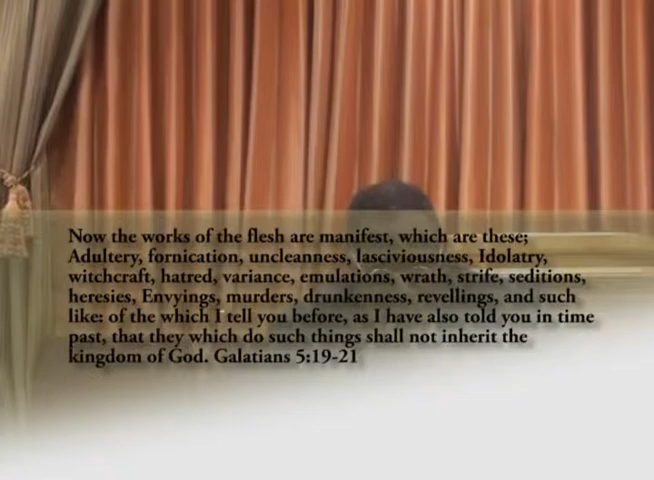 Now the works of the flesh are manifest, which are these;
Adultery, fornication, uncleanness, lasciviousness, Idolatry,
witchcraft, hatred, variance, emulations, wrath, strife, seditions,
heresies, Envyings, murders, drunkenness, revellings, and such
like: of the which I tell you before, as I have also told you in time
past, that they which do such things shall not inherit the
kingdom of God. Galatians 5:19-21